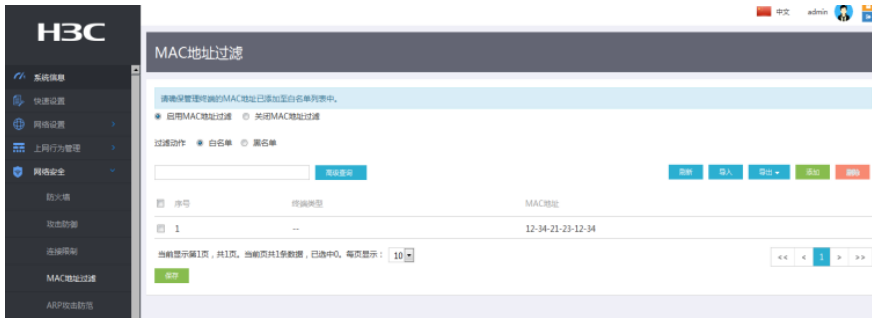 中文 admin
H3C
MAC地址过滤
系统信息
快速设置
网络设置
上网行为管理
网络安全
防火墙
攻击防御
连接限制
MAC地址过滤
ARP攻击防范
请确保管理终端的MAC地址已添加至白名单列表中。
启用MAC地址过滤 关闭MAC地址过滤
过滤动作 白名单 黑名单
高级查询 刷新 导入 导出 添加 删除
序号 终端类型 MAC地址
1 -- 12-34-21-23-12-34
当前显示第1页，共1页。当前页共1条数据，已选中0。每页显示： 10
<< < 1 > >>
保存